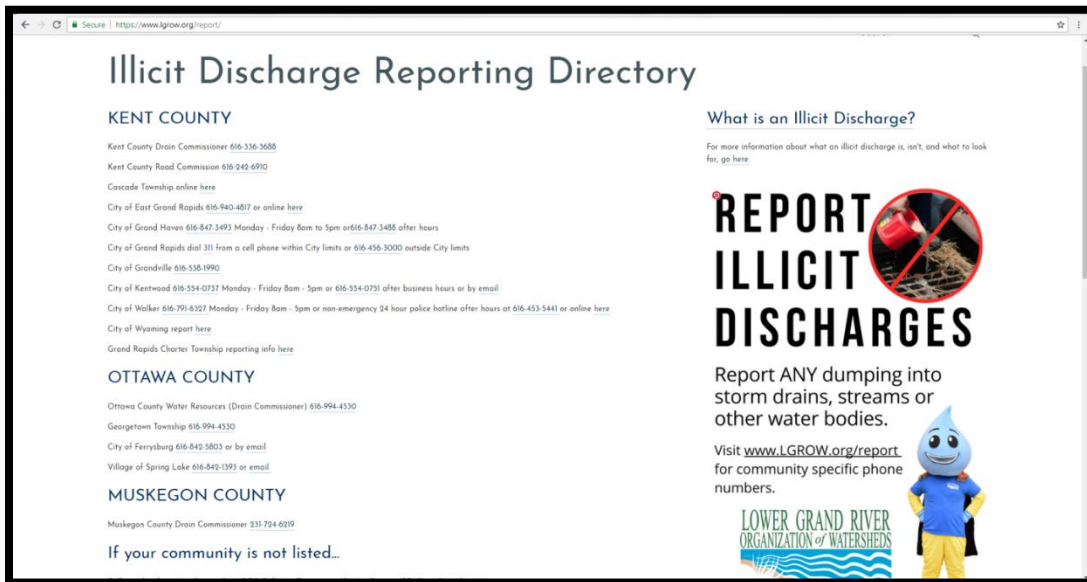 Secure | https://www.lgrow.org/report/
Illicit Discharge Reporting Directory
KENT COUNTY
Kent County Drain Commissioner 616-336-3688
Kent County Road Commission 616-242-6910
Cascade Township online here
City of East Grand Rapids 616-940-4817 or online here
City of Grand Haven 616-847-3493 Monday - Friday 8am to 5pm or616-847-3488 after hours
City of Grand Rapids dial 311 from a cell phone within City limits or 616-456-3000 outside City limits
City of Grandville 616-538-1990
City of Kentwood 616-554-0737 Monday - Friday 8am - 5pm or 616-554-0751 after business hours or by email
City of Walker 616-791-6327 Monday - Friday 8am - 5pm or non-emergency 24 hour police hotline after hours at 616-453-5441 or online here
City of Wyoming report here
Grand Rapids Charter Township reporting info here
OTTAWA COUNTY
Ottawa County Water Resources (Drain Commissioner) 616-994-4530
Georgetown Township 616-994-4530
City of Ferrysburg 616-842-5803 or by email
Village of Spring Lake 616-842-1393 or email
MUSKEGON COUNTY
Muskegon County Drain Commissioner 231-724-6219
If your community is not listed...
What is an Illicit Discharge?
For more information about what an illicit discharge is, isn't, and what to look
for, go here.
REPORT
ILLICIT
DISCHARGES
Report ANY dumping into
storm drains, streams or
other water bodies.
Visit www.LGROW.org/report
for community specific phone
numbers.
LOWER GRAND RIVER
ORGANIZATION of WATERSHEDS